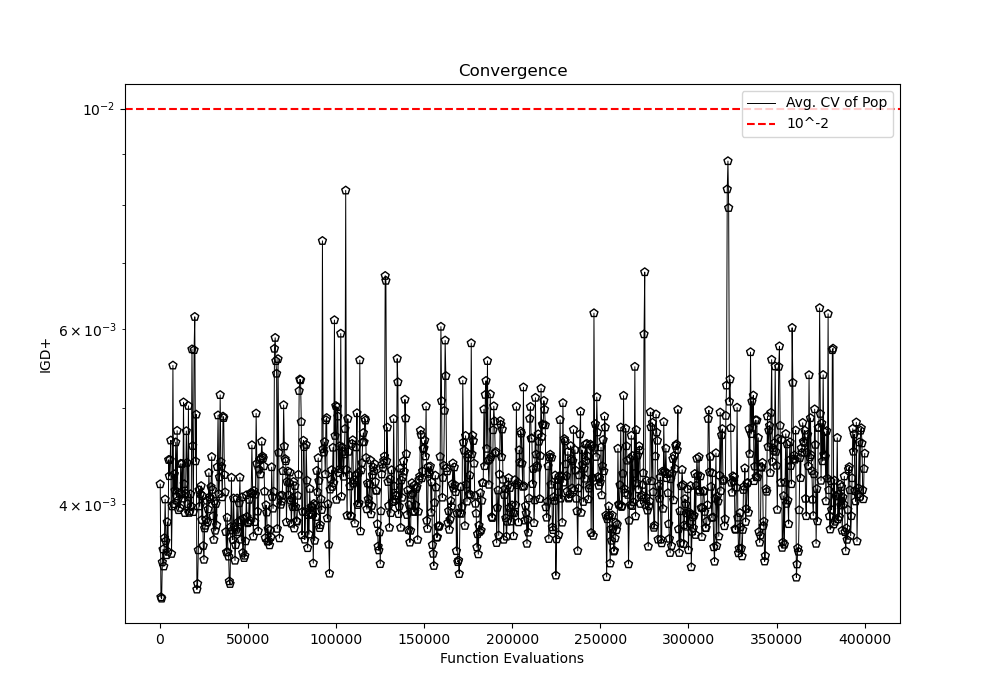 Convergence
10⁻²
6 × 10⁻³
4 × 10⁻³
IGD+
Avg. CV of Pop
10^-2
0 50000 100000 150000 200000 250000 300000 350000 400000
Function Evaluations